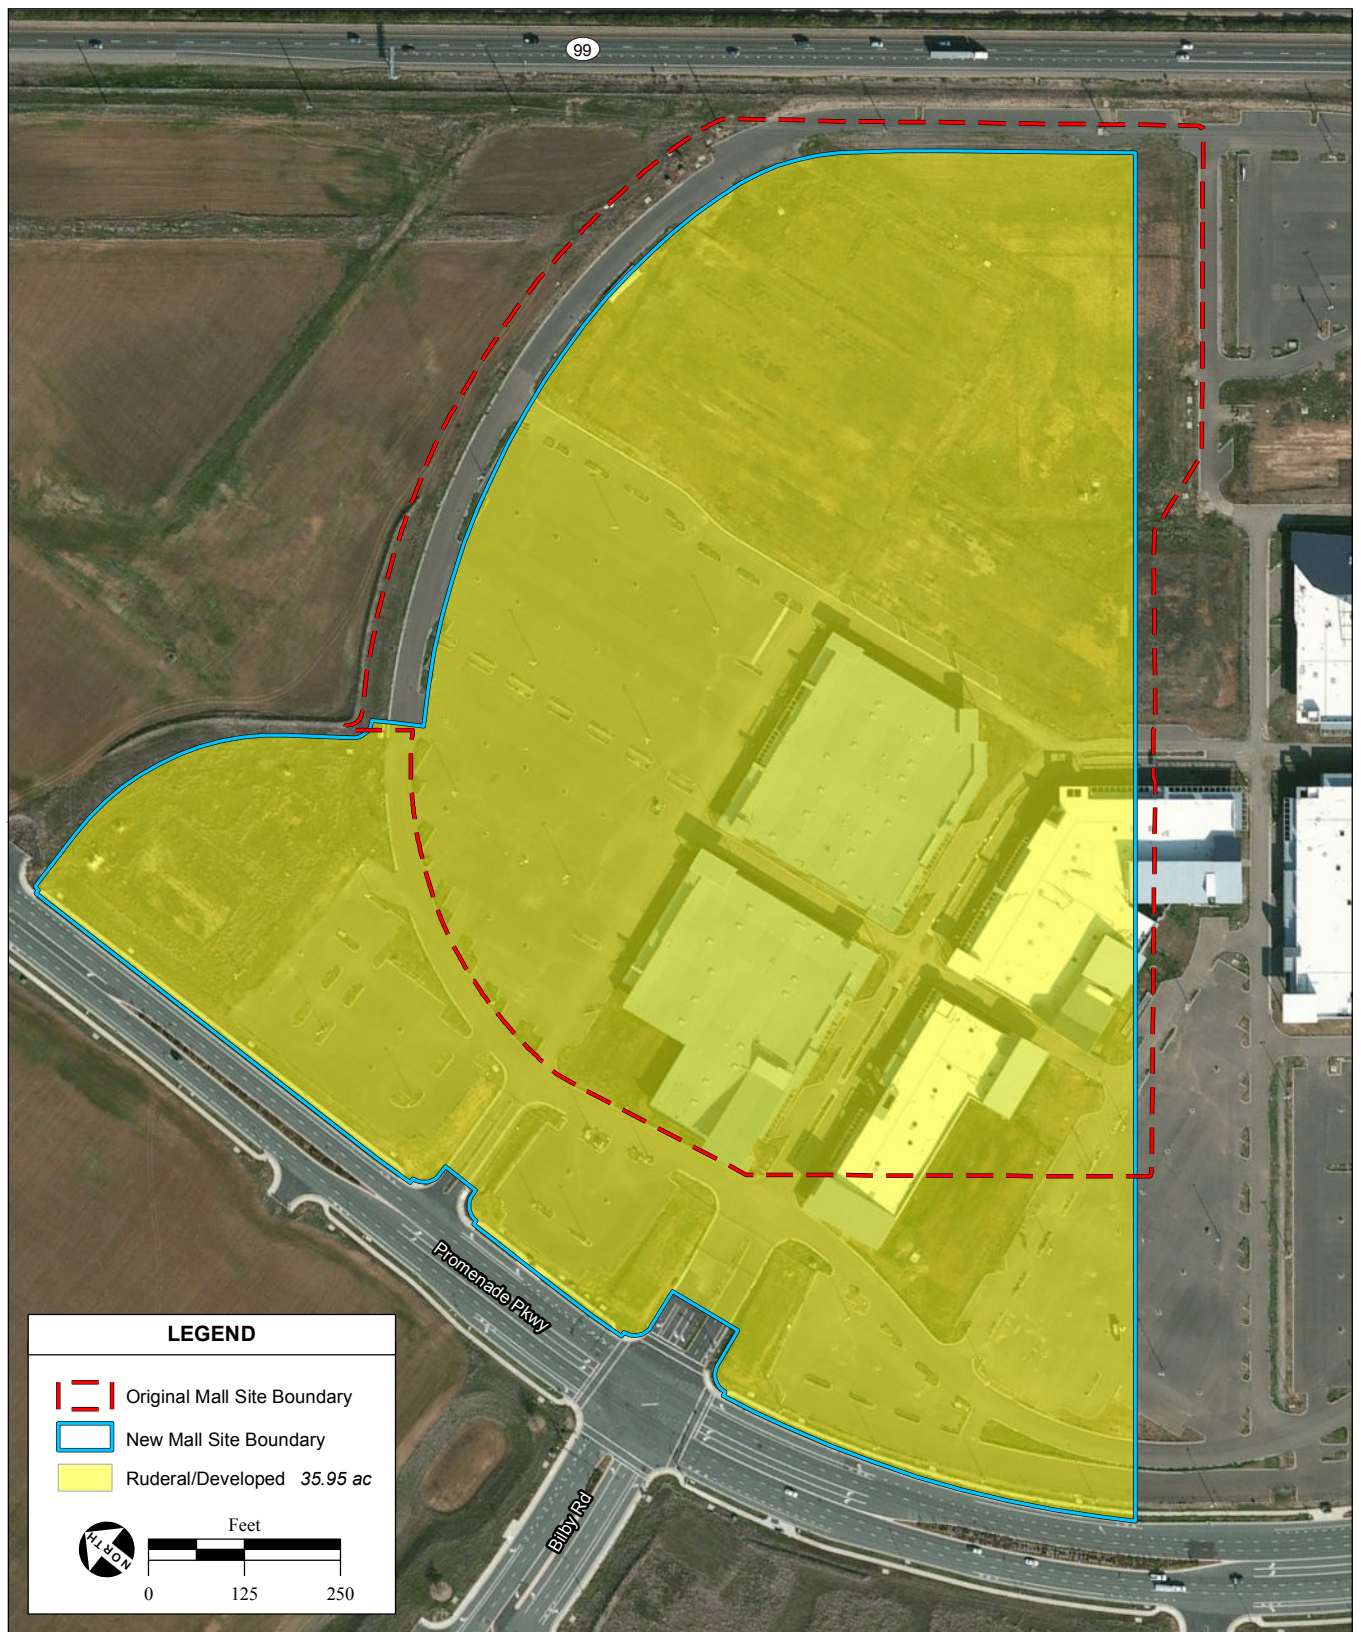 99
Promenade Pkwy
Bilby Rd
LEGEND
Original Mall Site Boundary
New Mall Site Boundary
Ruderal/Developed 35.95 ac
NORTH
Feet
0 125 250